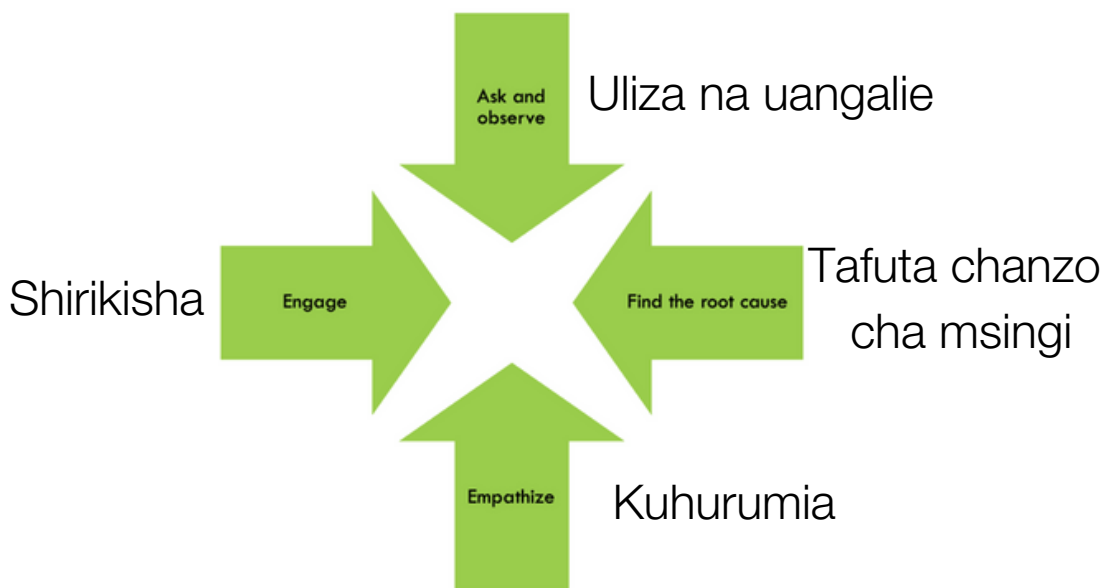 Ask and
observe
Uliza na uangalie
Shirikisha
Engage
Find the root cause
Tafuta chanzo
cha msingi
Empathize
Kuhurumia